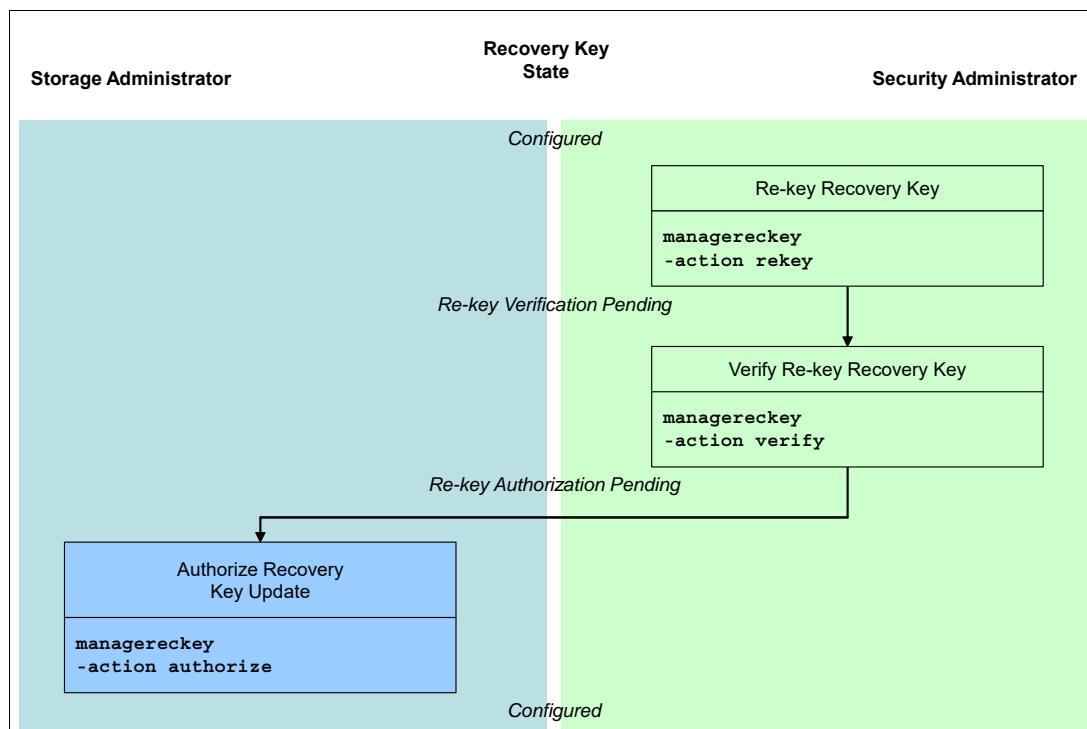 Recovery Key
State
Storage Administrator
Security Administrator
Configured
Re-key Recovery Key
managereckey
-action rekey
Re-key Verification Pending
Verify Re-key Recovery Key
managereckey
-action verify
Re-key Authorization Pending
Authorize Recovery
Key Update
managereckey
-action authorize
Configured